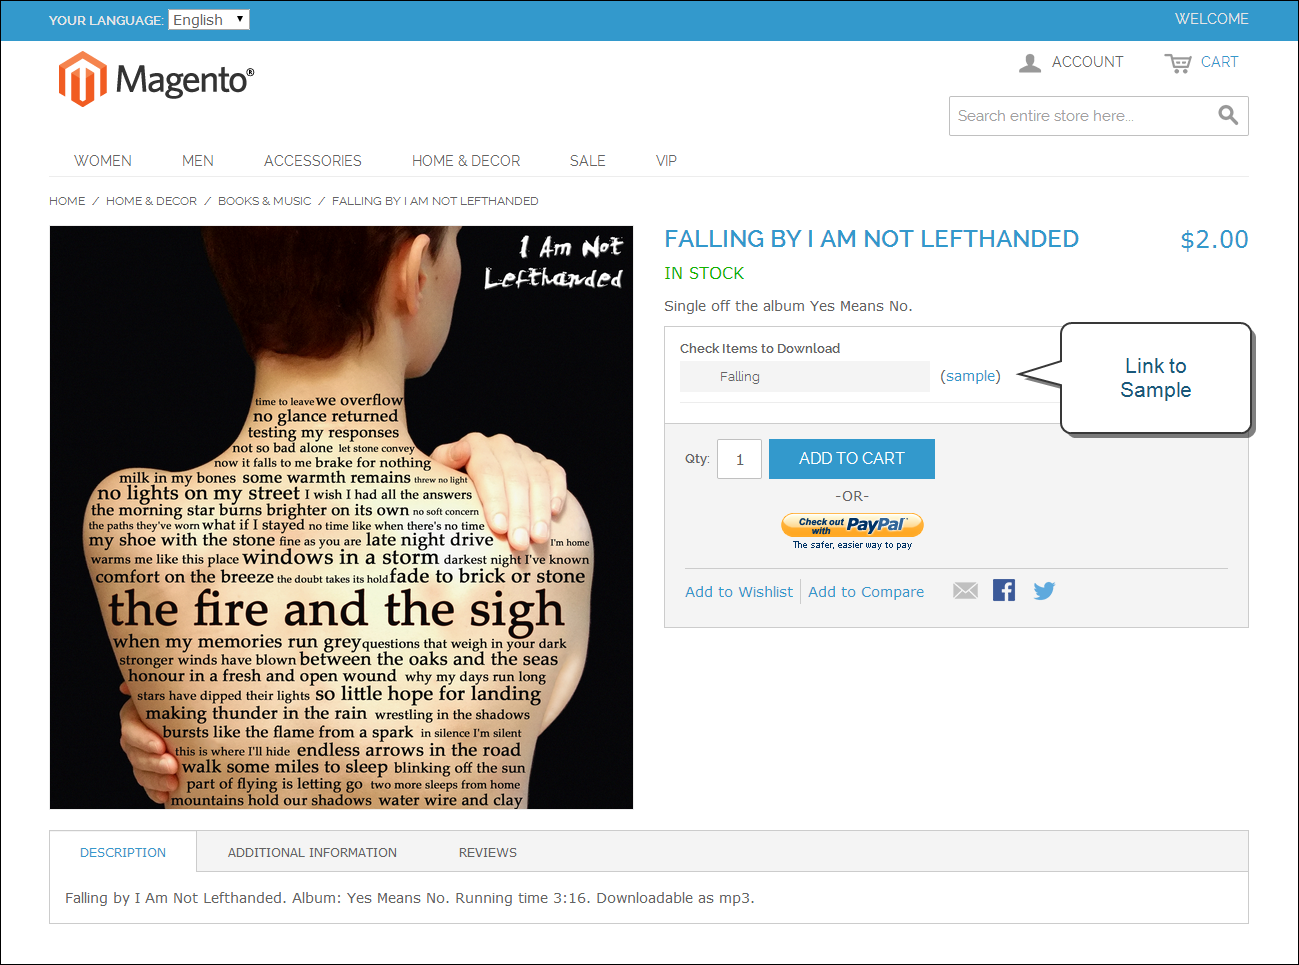 YOUR LANGUAGE: English
WELCOME
Magento®
ACCOUNT
CART
Search entire store here...
WOMEN MEN ACCESSORIES HOME & DECOR SALE VIP
HOME / HOME & DECOR / BOOKS & MUSIC / FALLING BY I AM NOT LEFTHANDED
I Am Not
Lefthanded
time to leave we overflow
no glance returned
testing my responses
not so bad alone let stone convey
now it falls to me brake for nothing
milk in my bones some warmth remains threw no light
no lights on my street I wish I had all the answers
the morning star burns brighter on its own no soft concern
the paths they've worn what if I stayed no time like when there's no time
my shoe with the stone fine as you are late night drive I'm home
warms me like this place windows in a storm darkest night I've known
comfort on the breeze the doubt takes its hold fade to brick or stone
the fire and the sigh
when my memories run grey questions that weigh in your dark
stronger winds have blown between the oaks and the seas
honour in a fresh and open wound why my days run long
stars have dipped their lights so little hope for landing
making thunder in the rain wrestling in the shadows
bursts like the flame from a spark in silence I'm silent
this is where I'll hide endless arrows in the road
walk some miles to sleep blinking off the sun
part of flying is letting go two more sleeps from home
mountains hold our shadows water wire and clay
FALLING BY I AM NOT LEFTHANDED
$2.00
IN STOCK
Single off the album Yes Means No.
Check Items to Download
Falling (sample)
Link to
Sample
Qty: 1 ADD TO CART
-OR-
Check out
with PayPal
The safer, easier way to pay
Add to Wishlist Add to Compare
DESCRIPTION ADDITIONAL INFORMATION REVIEWS
Falling by I Am Not Lefthanded. Album: Yes Means No. Running time 3:16. Downloadable as mp3.